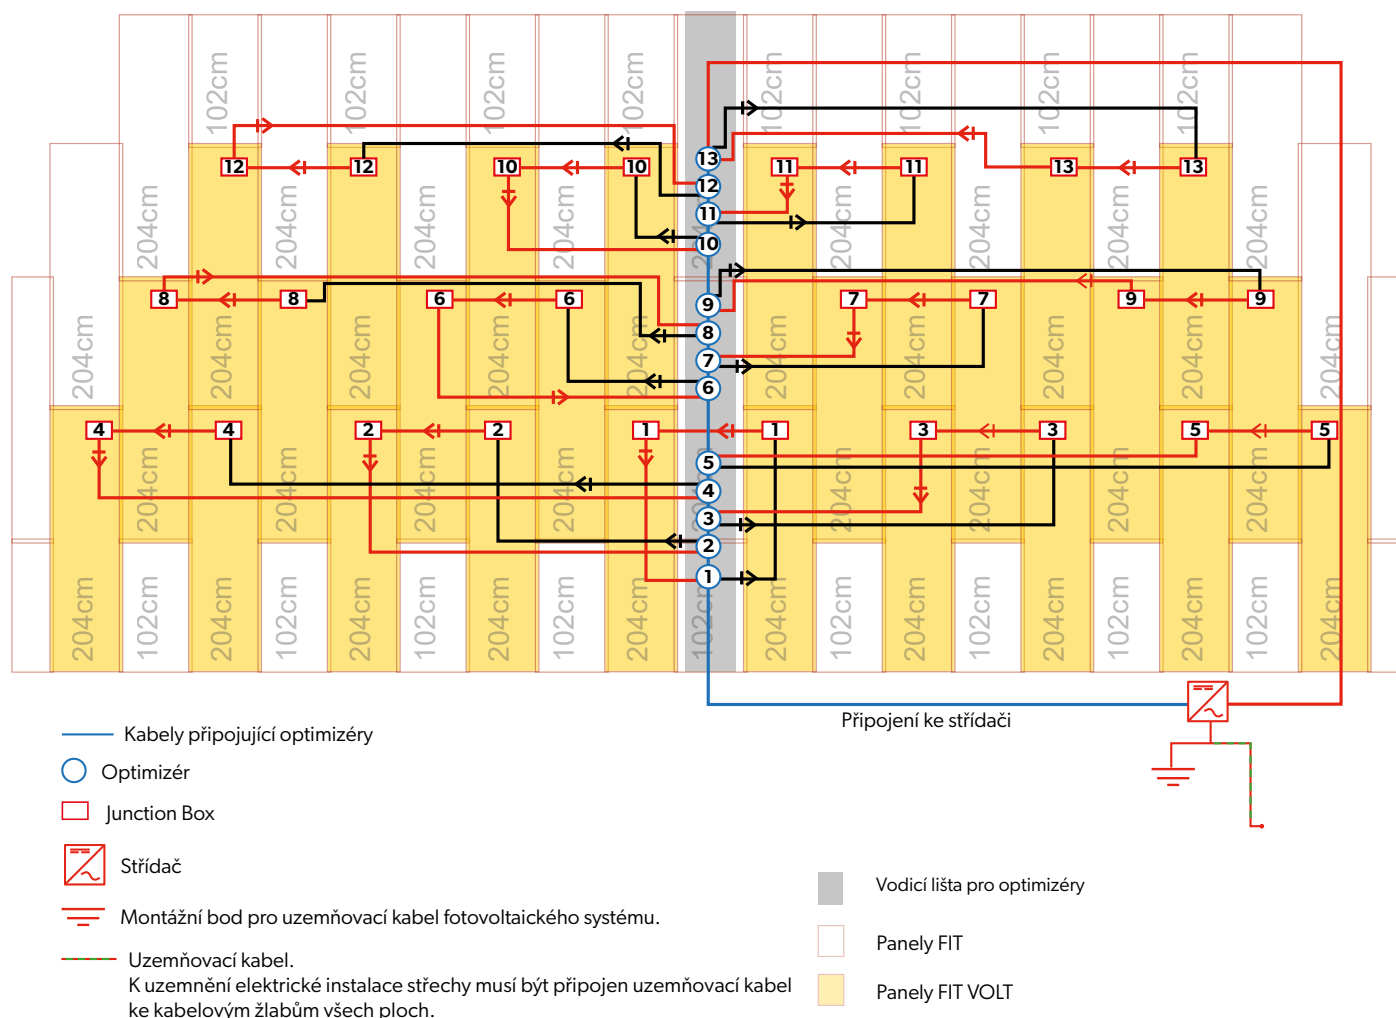 102cm 102cm 102cm 102cm 102cm 102cm 102cm 102cm
13
12 12 10 10 11 11 13 13
12
11
10
204cm 204cm 204cm 204cm 204cm 204cm 204cm 204cm 204cm
8 8 6 6 9 7 7 9 9
8
7
6
204cm 204cm 204cm 204cm 204cm 204cm 204cm 204cm 204cm 204cm
4 4 2 2 1 1 3 3 5 5
5
4
3
2
1
204cm 204cm 204cm 204cm 204cm 204cm 204cm
204cm 102cm 204cm 102cm 204cm 102cm 204cm 102cm 204cm 102cm 204cm 102cm 204cm 102cm 204cm 102cm 204cm 102cm 204cm
Připojení ke střídači
Kabely připojující optimizéry
Optimizér
Junction Box
Střídač
Montážní bod pro uzemňovací kabel fotovoltaického systému.
Uzemňovací kabel.
K uzemnění elektrické instalace střechy musí být připojen uzemňovací kabel
ke kabelovým žlabům všech ploch.
Vodicí lišta pro optimizéry
Panely FIT
Panely FIT VOLT